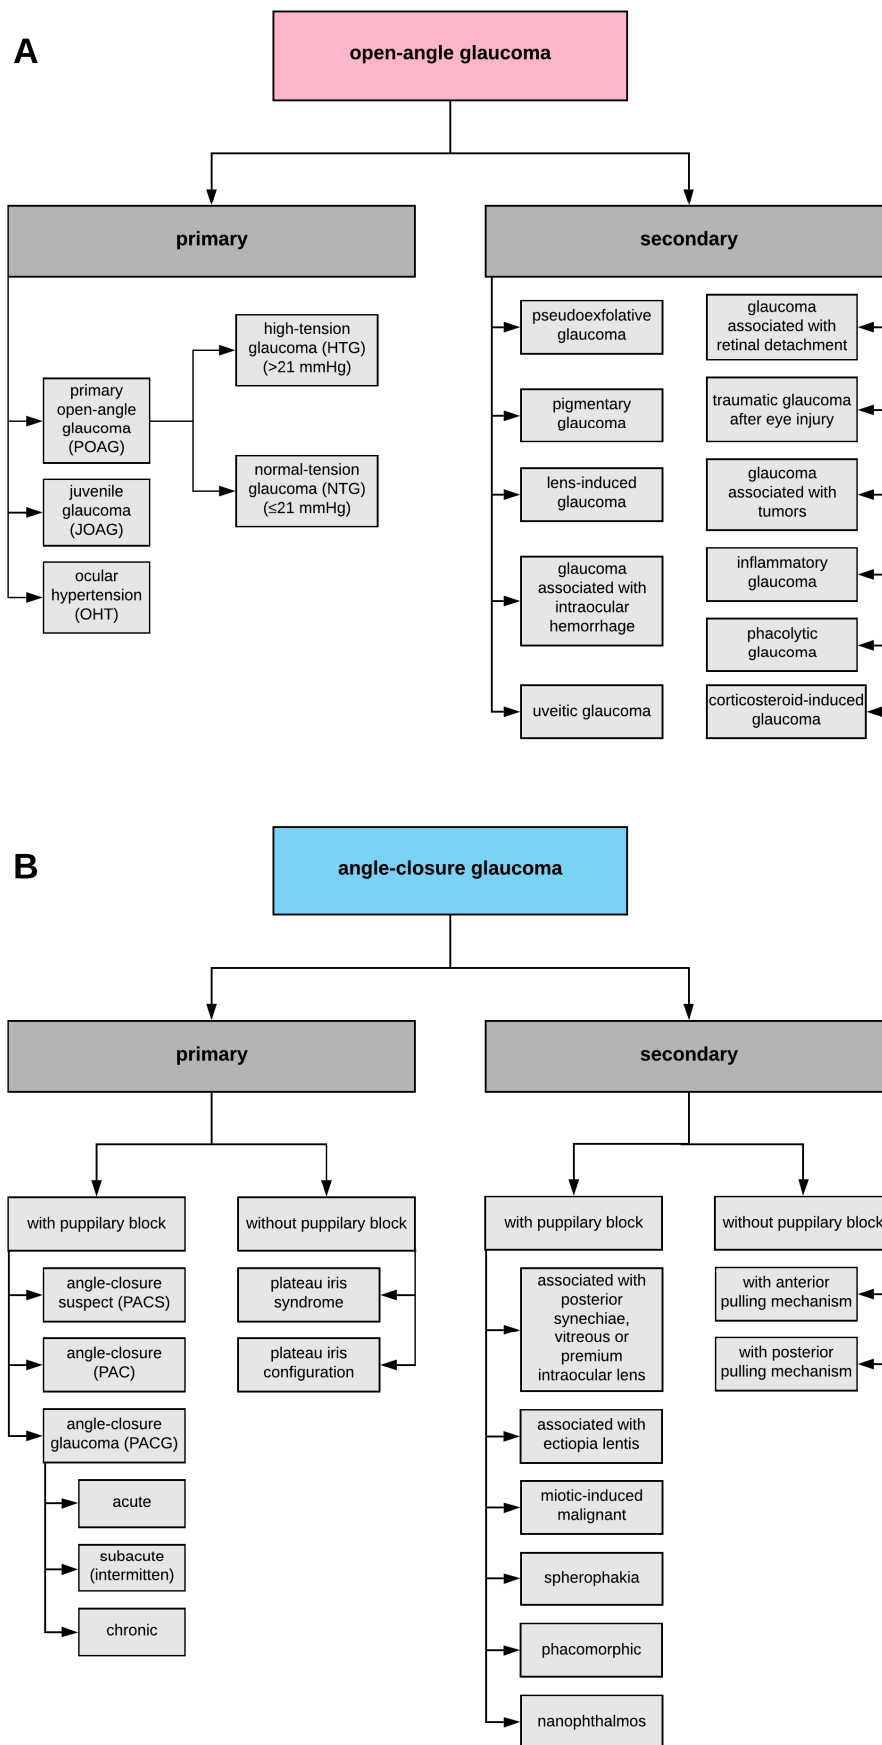 A
open-angle glaucoma
primary
secondary
high-tension
glaucoma (HTG)
(>21 mmHg)
primary
open-angle
glaucoma
(POAG)
normal-tension
glaucoma (NTG)
(≤21 mmHg)
juvenile
glaucoma
(JOAG)
ocular
hypertension
(OHT)
pseudoexfolative
glaucoma
pigmentary
glaucoma
lens-induced
glaucoma
glaucoma
associated with
intraocular
hemorrhage
uveitic glaucoma
glaucoma
associated with
retinal detachment
traumatic glaucoma
after eye injury
glaucoma
associated with
tumors
inflammatory
glaucoma
phacolytic
glaucoma
corticosteroid-induced
glaucoma
B
angle-closure glaucoma
primary
secondary
with puppilary block
without puppilary block
angle-closure
suspect (PACS)
angle-closure
(PAC)
angle-closure
glaucoma (PACG)
acute
subacute
(intermitten)
chronic
plateau iris
syndrome
plateau iris
configuration
with puppilary block
without puppilary block
associated with
posterior
synechiae,
vitreous or
premium
intraocular lens
associated with
ectiopia lentis
miotic-induced
malignant
spherophakia
phacomorphic
nanophthalmos
with anterior
pulling mechanism
with posterior
pulling mechanism